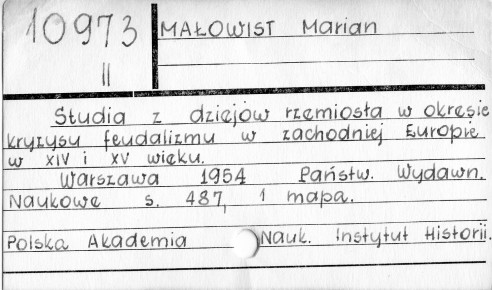 10973
II
MAŁOWIST Marian
Studia z dziejów rzemiosła w okresie
kryzysu feudalizmu w zachodniej Europie
w XIV i XV wieku.
Warszawa 1954 Państw. Wydawn.
Naukowe s. 487, 1 mapa.
Polska Akademia Nauk. Instytut Historii.